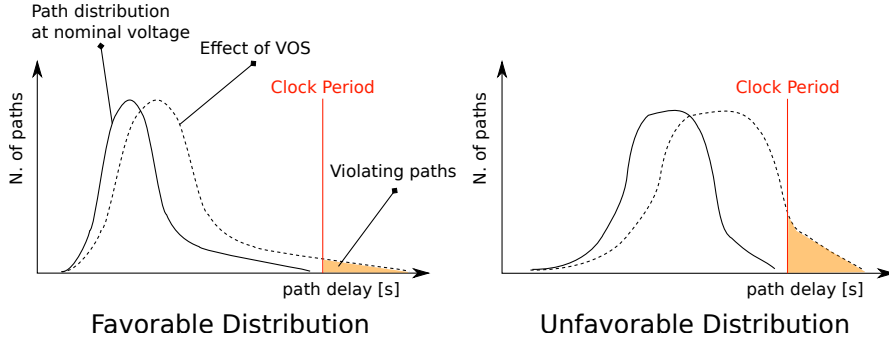 Path distribution
at nominal voltage
Effect of VOS
Clock Period
N. of paths
Violating paths
path delay [s]
Favorable Distribution
Clock Period
N. of paths
path delay [s]
Unfavorable Distribution